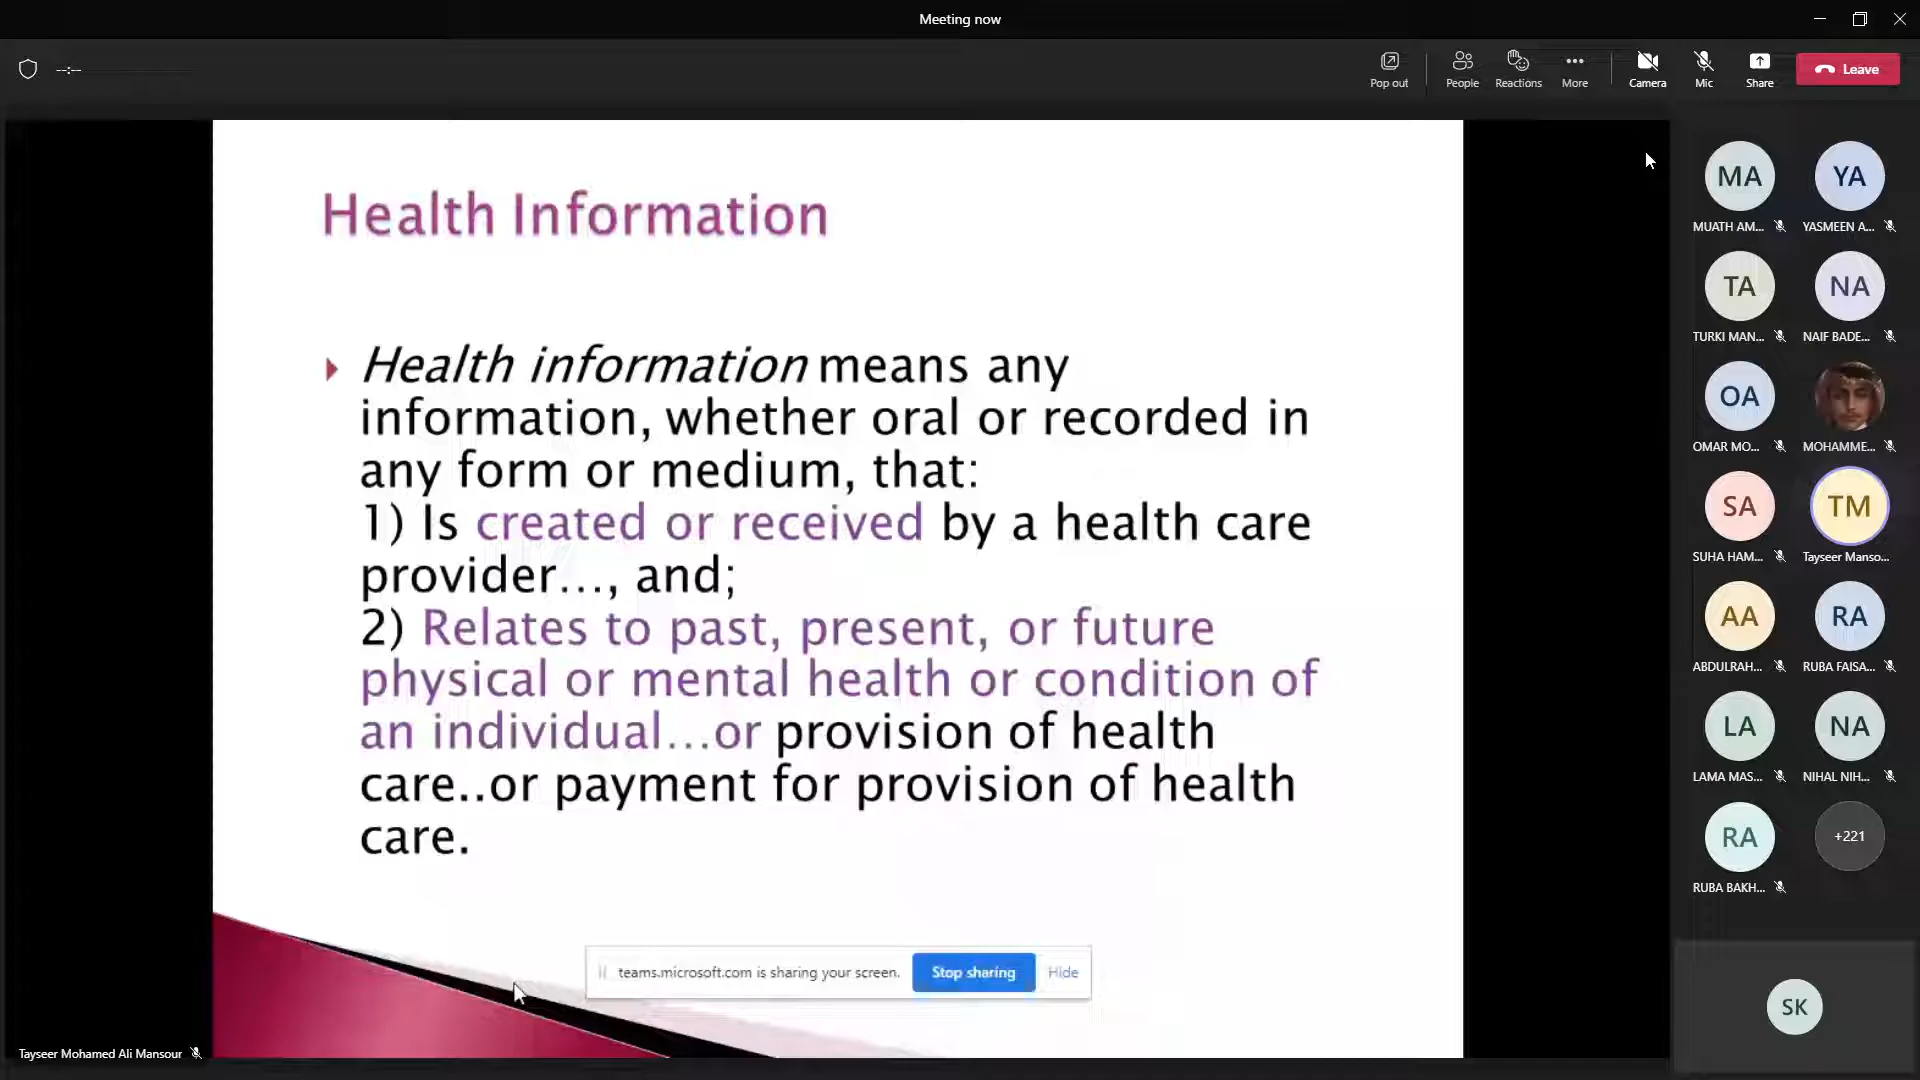 Meeting now
--:--
Pop out
People
Reactions
More
Camera
Mic
Share
Leave
Health Information
Health information means any
information, whether oral or recorded in
any form or medium, that:
1) Is created or received by a health care
provider..., and;
2) Relates to past, present, or future
physical or mental health or condition of
an individual...or provision of health
care..or payment for provision of health
care.
teams.microsoft.com is sharing your screen.
Stop sharing
Hide
Tayseer Mohamed Ali Mansour
MA
YA
MUATH AM...
YASMEEN A...
TA
NA
TURKI MAN...
NAIF BADE...
OA
OMAR MO...
MOHAMME...
SA
TM
SUHA HAM...
Tayseer Manso...
AA
RA
ABDULRAH...
RUBA FAISA...
LA
NA
LAMA MAS...
NIHAL NIH...
RA
+221
RUBA BAKH...
SK